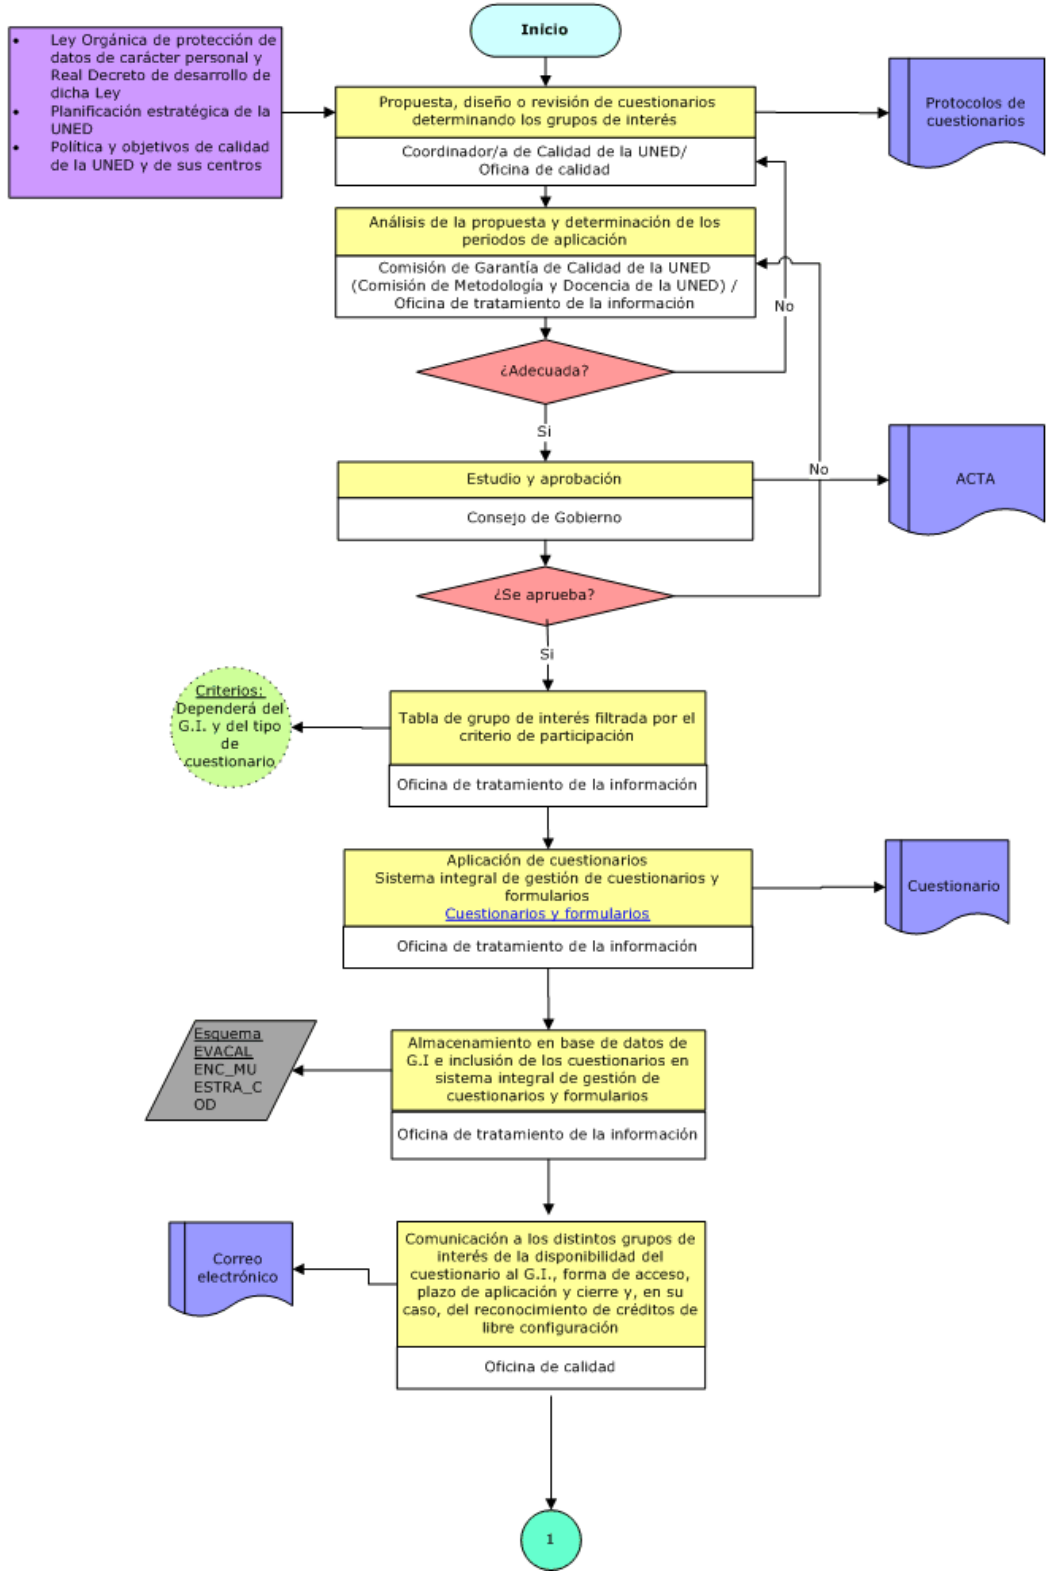 Inicio
• Ley Orgánica de protección de
datos de carácter personal y
Real Decreto de desarrollo de
dicha Ley
• Planificación estratégica de la
UNED
• Política y objetivos de calidad
de la UNED y de sus centros
Propuesta, diseño o revisión de cuestionarios
determinando los grupos de interés
Coordinador/a de Calidad de la UNED/
Oficina de calidad
Protocolos de
cuestionarios
Análisis de la propuesta y determinación de los
periodos de aplicación
Comisión de Garantía de Calidad de la UNED
(Comisión de Metodología y Docencia de la UNED) /
Oficina de tratamiento de la información
No
¿Adecuada?
Si
Estudio y aprobación
Consejo de Gobierno
No
ACTA
¿Se aprueba?
Si
Criterios:
Dependerá del
G.I. y del tipo
de
cuestionario
Tabla de grupo de interés filtrada por el
criterio de participación
Oficina de tratamiento de la información
Aplicación de cuestionarios
Sistema integral de gestión de cuestionarios y
formularios
Cuestionarios y formularios
Oficina de tratamiento de la información
Cuestionario
Esquema
EVACAL
ENC_MU
ESTRA_C
OD
Almacenamiento en base de datos de
G.I e inclusión de los cuestionarios en
sistema integral de gestión de
cuestionarios y formularios
Oficina de tratamiento de la información
Correo
electrónico
Comunicación a los distintos grupos de
interés de la disponibilidad del
cuestionario al G.I., forma de acceso,
plazo de aplicación y cierre y, en su
caso, del reconocimiento de créditos de
libre configuración
Oficina de calidad
1